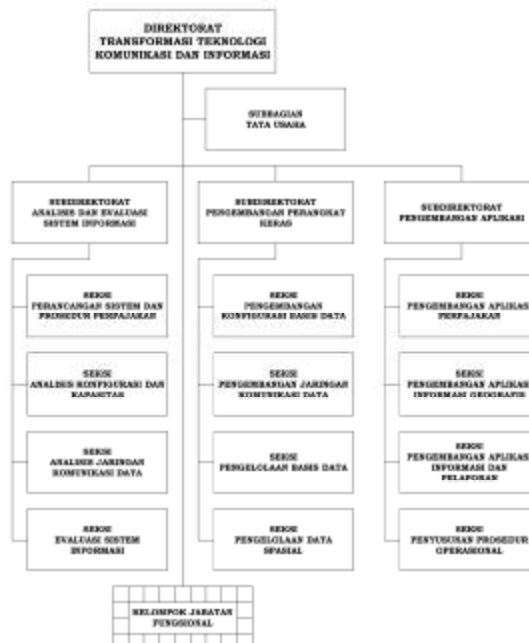 DIREKTORAT
TRANSFORMASI TEKNOLOGI
KOMUNIKASI DAN INFORMASI
SUBBAGIAN
TATA USAHA
SUBDIREKTORAT
ANALISIS DAN EVALUASI
SISTEM INFORMASI
SUBDIREKTORAT
PENGEMBANGAN PERANGKAT
KERAS
SUBDIREKTORAT
PENGEMBANGAN APLIKASI
SEKSI
PERANCANGAN SISTEM DAN
PROSEDUR PERPAJAKAN
SEKSI
PENGEMBANGAN
KONFIGURASI BASIS DATA
SEKSI
PENGEMBANGAN APLIKASI
PERPAJAKAN
SEKSI
ANALISIS KONFIGURASI DAN
KAPASITAS
SEKSI
PENGEMBANGAN JARINGAN
KOMUNIKASI DATA
SEKSI
PENGEMBANGAN APLIKASI
INFORMASI GEOGRAFIS
SEKSI
ANALISIS JARINGAN
KOMUNIKASI DATA
SEKSI
PENGELOLAAN BASIS DATA
SEKSI
PENGEMBANGAN APLIKASI
INFORMASI DAN
PELAPORAN
SEKSI
EVALUASI SISTEM
INFORMASI
SEKSI
PENGELOLAAN DATA
SPASIAL
SEKSI
PENYUSUNAN PROSEDUR
OPERASIONAL
KELOMPOK JABATAN
FUNGSIONAL